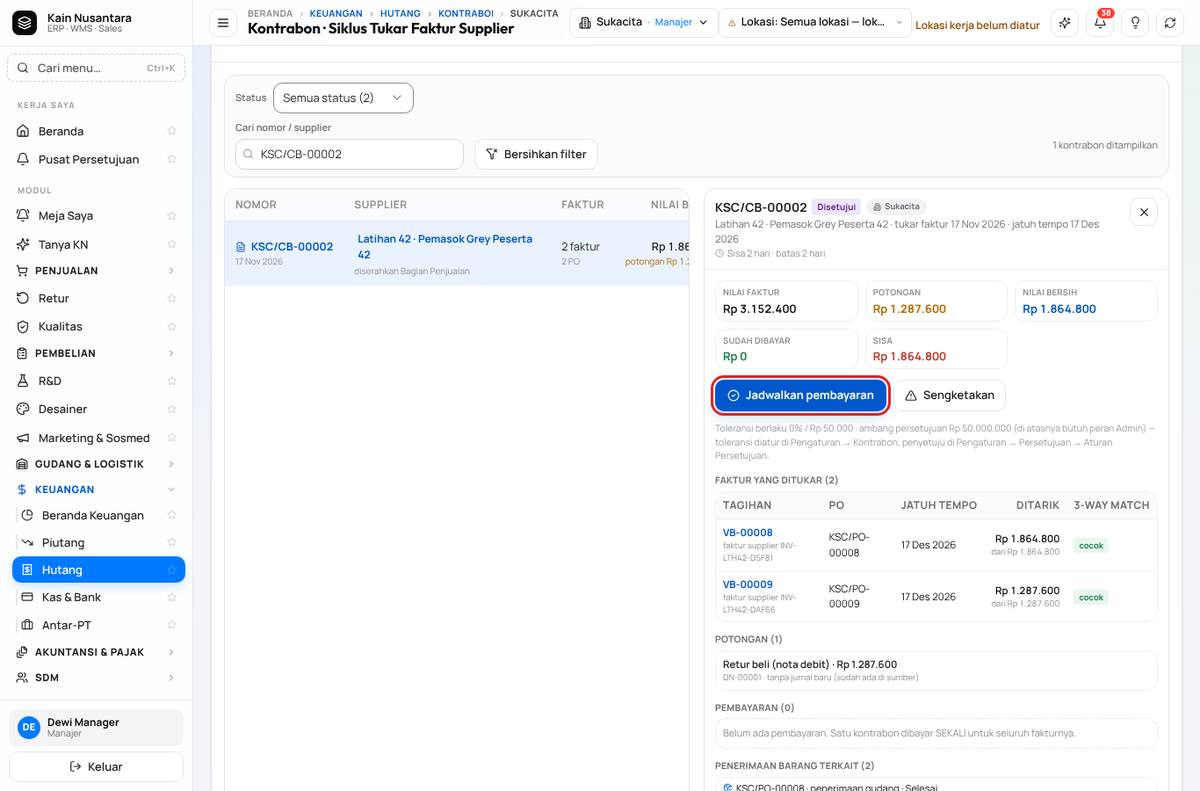 Kain Nusantara
ERP · WMS · Sales
BERANDA › KEUANGAN › HUTANG › KONTRABOI › SUKACITA
Kontrabon · Siklus Tukar Faktur Supplier
Sukacita · Manajer
Lokasi: Semua lokasi — lok...
Lokasi kerja belum diatur
38
Cari menu...
Ctrl+K
KERJA SAYA
Beranda
Pusat Persetujuan
MODUL
Meja Saya
Tanya KN
PENJUALAN
Retur
Kualitas
PEMBELIAN
R&D
Desainer
Marketing & Sosmed
GUDANG & LOGISTIK
KEUANGAN
Beranda Keuangan
Piutang
Hutang
Kas & Bank
Antar-PT
AKUNTANSI & PAJAK
SDM
DE
Dewi Manager
Manajer
Keluar
Status
Semua status (2)
Cari nomor / supplier
KSC/CB-00002
Bersihkan filter
1 kontrabon ditampilkan
NOMOR SUPPLIER FAKTUR NILAI B
KSC/CB-00002
17 Nov 2026
Latihan 42 · Pemasok Grey Peserta
42
diserahkan Bagian Penjualan
2 faktur
2 PO
Rp 1.86
potongan Rp 1.2
KSC/CB-00002 Disetujui Sukacita
Latihan 42 · Pemasok Grey Peserta 42 · tukar faktur 17 Nov 2026 · jatuh tempo 17 Des
2026
Sisa 2 hari · batas 2 hari
NILAI FAKTUR
Rp 3.152.400
POTONGAN
Rp 1.287.600
NILAI BERSIH
Rp 1.864.800
SUDAH DIBAYAR
Rp 0
SISA
Rp 1.864.800
Jadwalkan pembayaran
Sengketakan
Toleransi berlaku 0% / Rp 50.000 · ambang persetujuan Rp 50.000.000 (di atasnya butuh peran Admin) —
toleransi diatur di Pengaturan → Kontrabon, penyetuju di Pengaturan → Persetujuan → Aturan
Persetujuan.
FAKTUR YANG DITUKAR (2)
TAGIHAN PO JATUH TEMPO DITARIK 3-WAY MATCH
VB-00008
faktur supplier INV-
LTH42-D5F81
KSC/PO-
00008
17 Des 2026
Rp 1.864.800
dari Rp 1.864.800
cocok
VB-00009
faktur supplier INV-
LTH42-DAF66
KSC/PO-
00009
17 Des 2026
Rp 1.287.600
dari Rp 1.287.600
cocok
POTONGAN (1)
Retur beli (nota debit) · Rp 1.287.600
DN-00001 · tanpa jurnal baru (sudah ada di sumber)
PEMBAYARAN (0)
Belum ada pembayaran. Satu kontrabon dibayar SEKALI untuk seluruh fakturnya.
PENERIMAAN BARANG TERKAIT (2)
KSC/PO-00008 · penerimaan gudang · Selesai